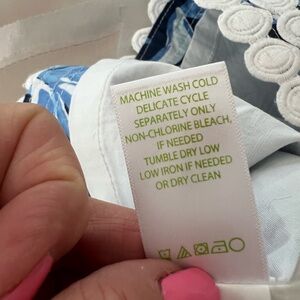 MACHINE WASH COLD
DELICATE CYCLE
SEPARATELY ONLY
NON-CHLORINE BLEACH,
IF NEEDED
TUMBLE DRY LOW
LOW IRON IF NEEDED
OR DRY CLEAN